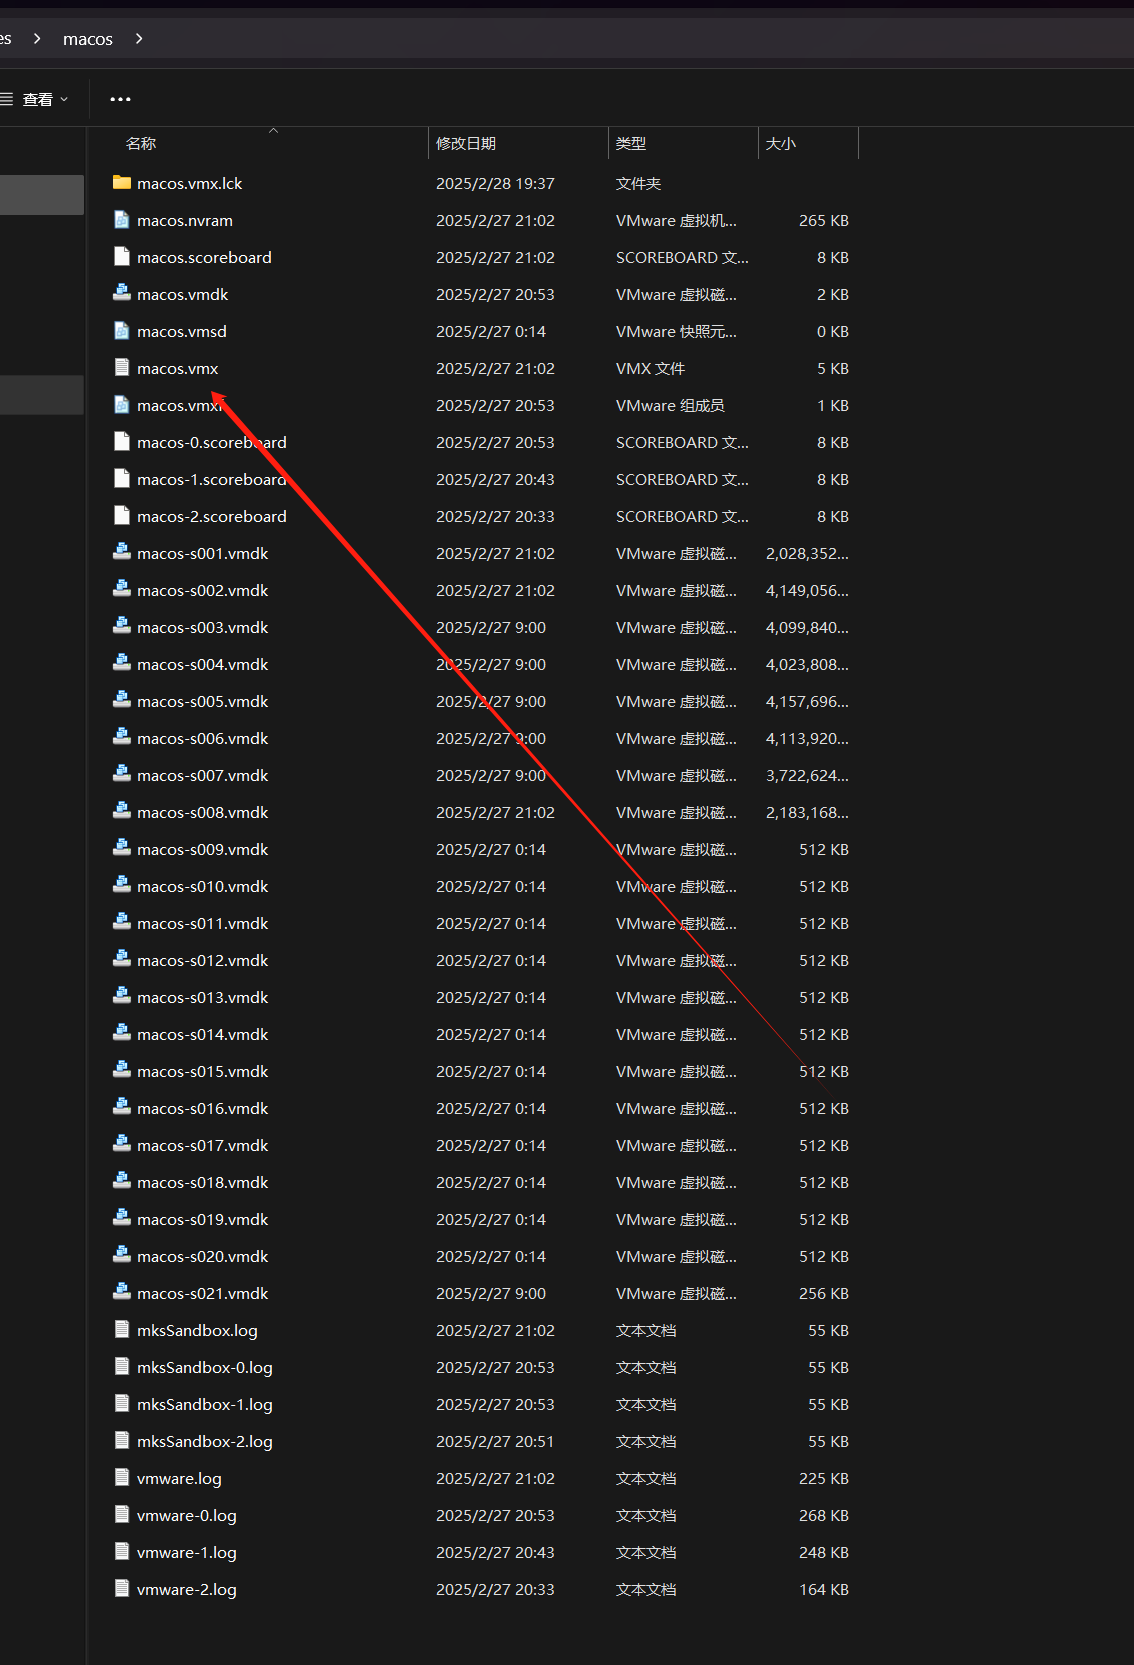 es > macos >
查看
名称 修改日期 类型 大小
macos.vmx.lck 2025/2/28 19:37 文件夹
macos.nvram 2025/2/27 21:02 VMware 虚拟机... 265 KB
macos.scoreboard 2025/2/27 21:02 SCOREBOARD 文... 8 KB
macos.vmdk 2025/2/27 20:53 VMware 虚拟磁... 2 KB
macos.vmsd 2025/2/27 0:14 VMware 快照元... 0 KB
macos.vmx 2025/2/27 21:02 VMX 文件 5 KB
macos.vmxf 2025/2/27 20:53 VMware 组成员 1 KB
macos-0.scoreboard 2025/2/27 20:53 SCOREBOARD 文... 8 KB
macos-1.scoreboard 2025/2/27 20:43 SCOREBOARD 文... 8 KB
macos-2.scoreboard 2025/2/27 20:33 SCOREBOARD 文... 8 KB
macos-s001.vmdk 2025/2/27 21:02 VMware 虚拟磁... 2,028,352...
macos-s002.vmdk 2025/2/27 21:02 VMware 虚拟磁... 4,149,056...
macos-s003.vmdk 2025/2/27 9:00 VMware 虚拟磁... 4,099,840...
macos-s004.vmdk 2025/2/27 9:00 VMware 虚拟磁... 4,023,808...
macos-s005.vmdk 2025/2/27 9:00 VMware 虚拟磁... 4,157,696...
macos-s006.vmdk 2025/2/27 9:00 VMware 虚拟磁... 4,113,920...
macos-s007.vmdk 2025/2/27 9:00 VMware 虚拟磁... 3,722,624...
macos-s008.vmdk 2025/2/27 21:02 VMware 虚拟磁... 2,183,168...
macos-s009.vmdk 2025/2/27 0:14 VMware 虚拟磁... 512 KB
macos-s010.vmdk 2025/2/27 0:14 VMware 虚拟磁... 512 KB
macos-s011.vmdk 2025/2/27 0:14 VMware 虚拟磁... 512 KB
macos-s012.vmdk 2025/2/27 0:14 VMware 虚拟磁... 512 KB
macos-s013.vmdk 2025/2/27 0:14 VMware 虚拟磁... 512 KB
macos-s014.vmdk 2025/2/27 0:14 VMware 虚拟磁... 512 KB
macos-s015.vmdk 2025/2/27 0:14 VMware 虚拟磁... 512 KB
macos-s016.vmdk 2025/2/27 0:14 VMware 虚拟磁... 512 KB
macos-s017.vmdk 2025/2/27 0:14 VMware 虚拟磁... 512 KB
macos-s018.vmdk 2025/2/27 0:14 VMware 虚拟磁... 512 KB
macos-s019.vmdk 2025/2/27 0:14 VMware 虚拟磁... 512 KB
macos-s020.vmdk 2025/2/27 0:14 VMware 虚拟磁... 512 KB
macos-s021.vmdk 2025/2/27 9:00 VMware 虚拟磁... 256 KB
mksSandbox.log 2025/2/27 21:02 文本文档 55 KB
mksSandbox-0.log 2025/2/27 20:53 文本文档 55 KB
mksSandbox-1.log 2025/2/27 20:53 文本文档 55 KB
mksSandbox-2.log 2025/2/27 20:51 文本文档 55 KB
vmware.log 2025/2/27 21:02 文本文档 225 KB
vmware-0.log 2025/2/27 20:53 文本文档 268 KB
vmware-1.log 2025/2/27 20:43 文本文档 248 KB
vmware-2.log 2025/2/27 20:33 文本文档 164 KB